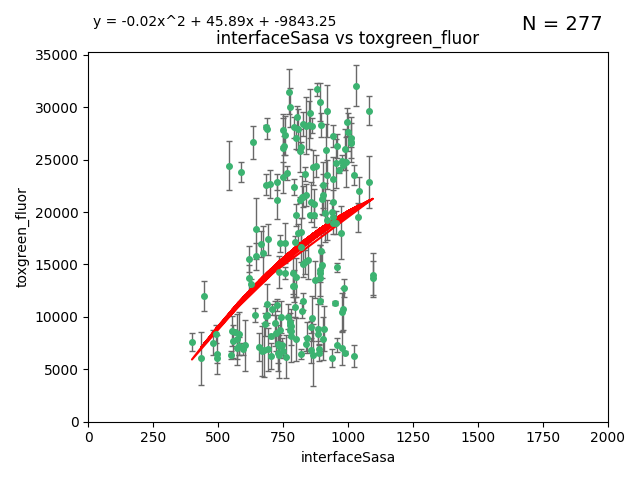 y = -0.02x^2 + 45.89x + -9843.25
N = 277
interfaceSasa vs toxgreen_fluor
35000
30000
25000
20000
15000
10000
5000
0
toxgreen_fluor
0 250 500 750 1000 1250 1500 1750 2000
interfaceSasa